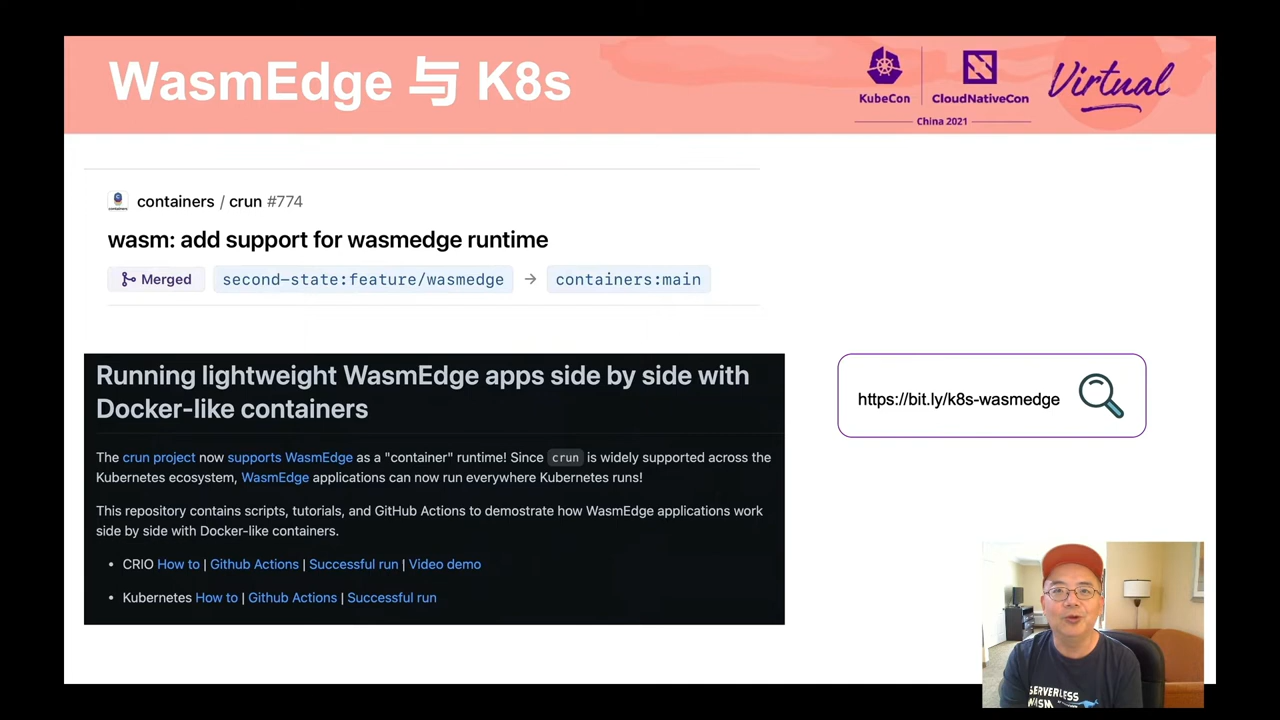 WasmEdge 与 K8s
KubeCon
CloudNativeCon
China 2021
Virtual
containers
containers / crun #774
wasm: add support for wasmedge runtime
Merged
second-state:feature/wasmedge → containers:main
Running lightweight WasmEdge apps side by side with
Docker-like containers
The crun project now supports WasmEdge as a "container" runtime! Since crun is widely supported across the
Kubernetes ecosystem, WasmEdge applications can now run everywhere Kubernetes runs!
This repository contains scripts, tutorials, and GitHub Actions to demostrate how WasmEdge applications work
side by side with Docker-like containers.
• CRIO How to | Github Actions | Successful run | Video demo
• Kubernetes How to | Github Actions | Successful run
https://bit.ly/k8s-wasmedge
SERVERLESS
WASM